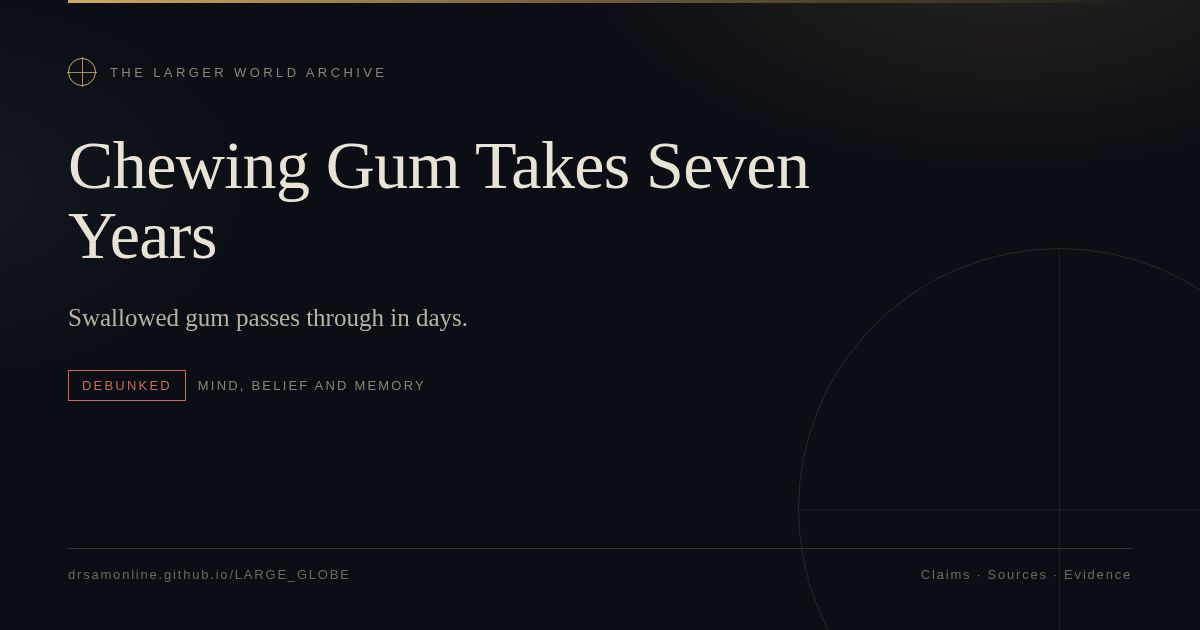 THE LARGER WORLD ARCHIVE
Chewing Gum Takes Seven
Years
Swallowed gum passes through in days.
DEBUNKED
MIND, BELIEF AND MEMORY
drsamonline.github.io/LARGE_GLOBE
Claims · Sources · Evidence